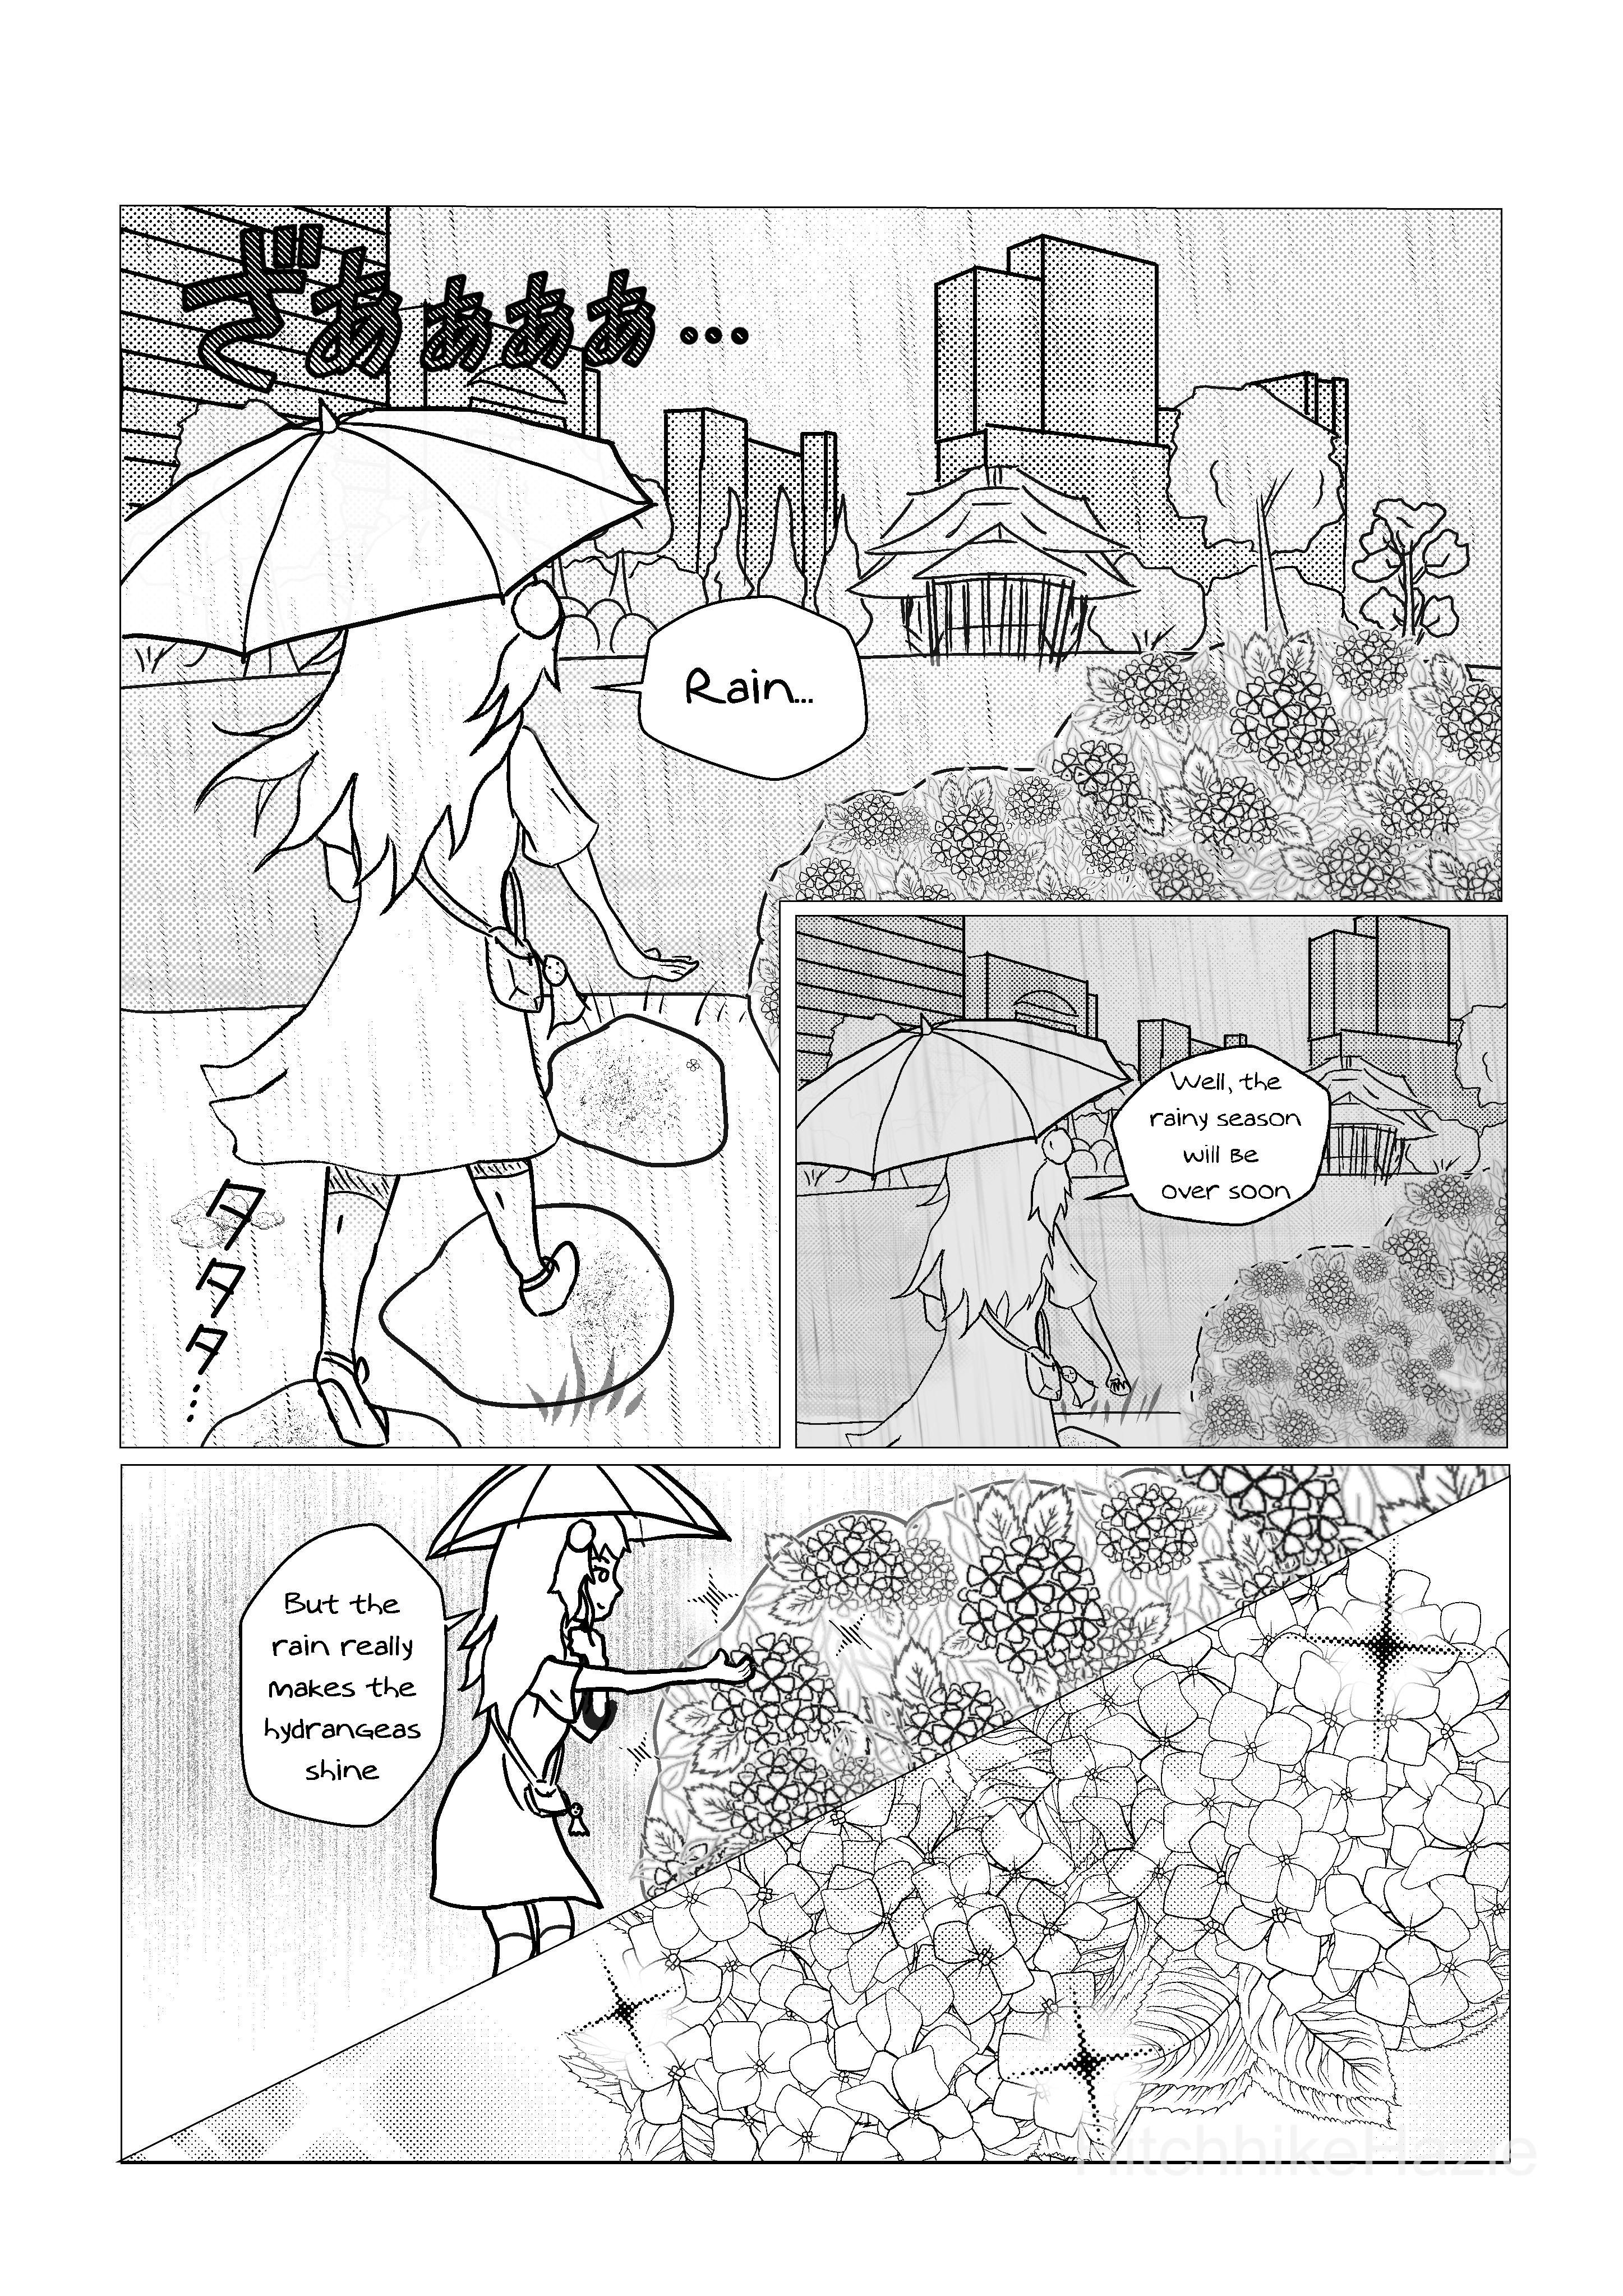 ざあぁぁぁ...
Rain...
タタタ...
Well, the
rainy season
will be
over soon
But the
rain really
makes the
hydrangeas
shine
HitchhikeHazie